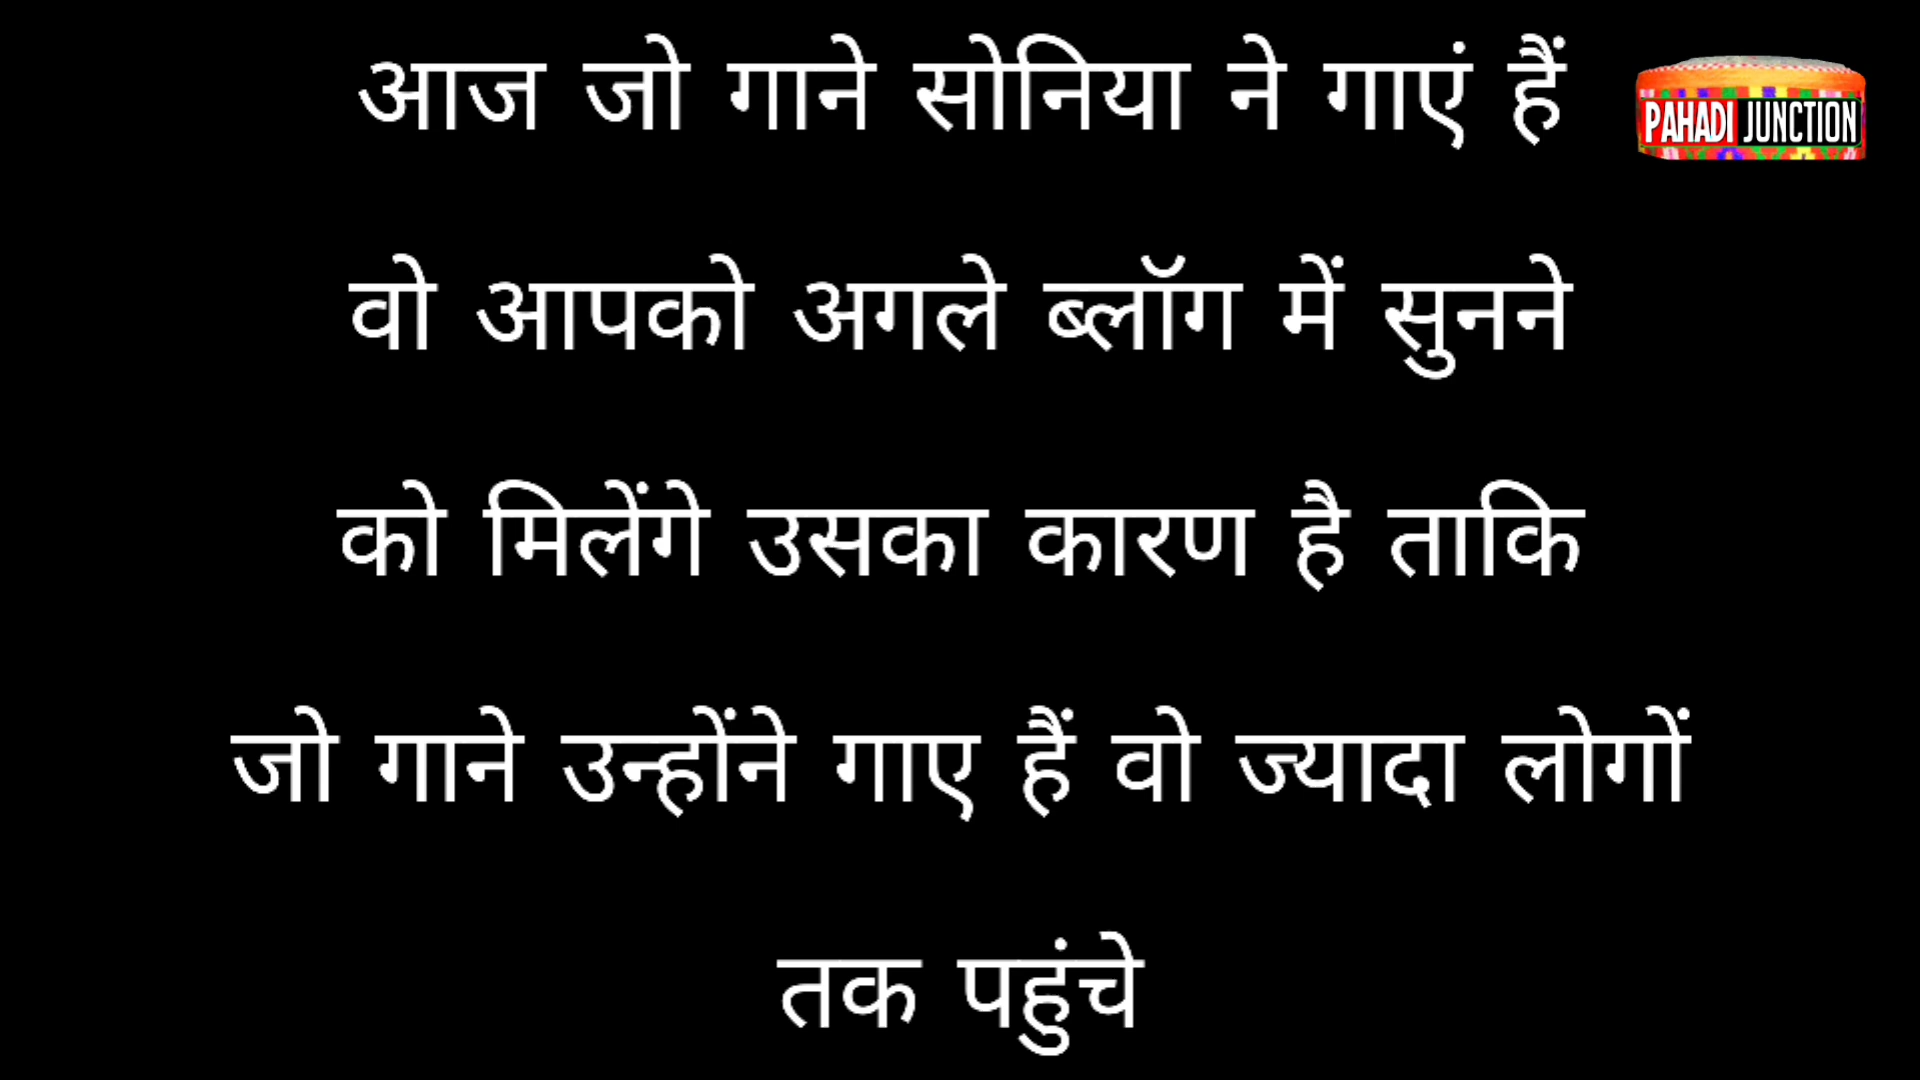 आज जो गाने सोनिया ने गाएं हैं
PAHADI JUNCTION
वो आपको अगले ब्लॉग में सुनने
को मिलेंगे उसका कारण है ताकि
जो गाने उन्होंने गाए हैं वो ज्यादा लोगों
तक पहुंचे